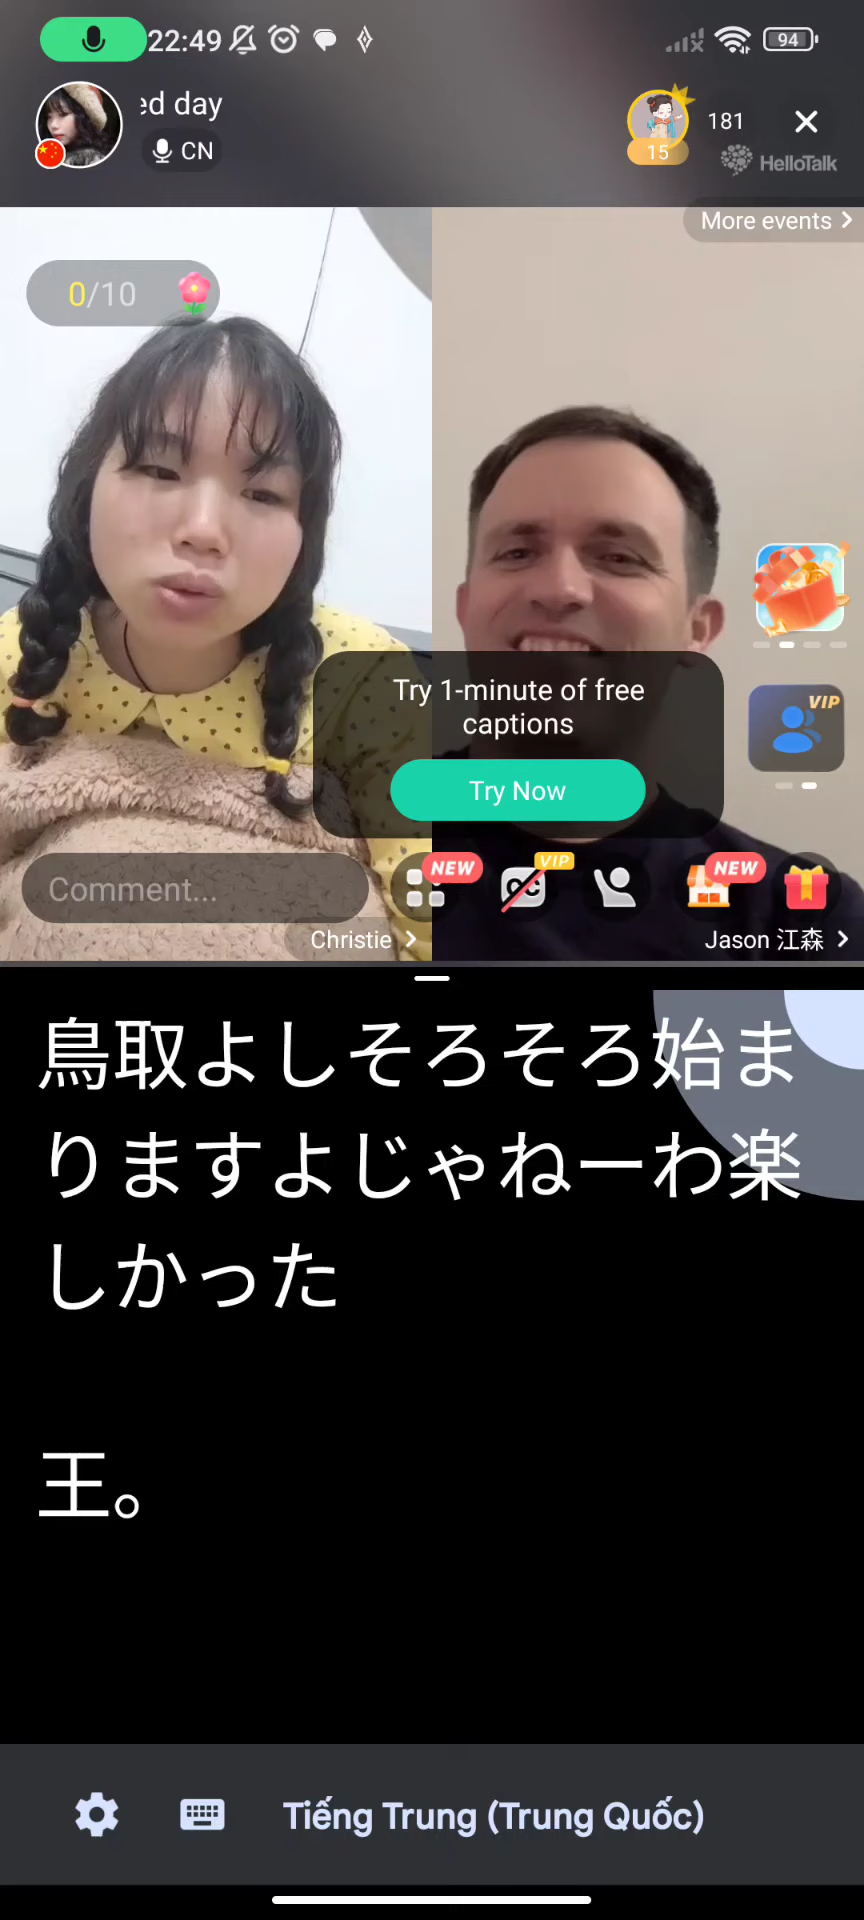 22:49
94
ed day
CN
15
181
HelloTalk
More events
0/10
Try 1-minute of free
captions
Try Now
VIP
Comment...
NEW
VIP
CC
NEW
Christie
Jason 江森
鳥取よしそろそろ始ま
りますよじゃねーわ楽
しかった
王。
Tiếng Trung (Trung Quốc)